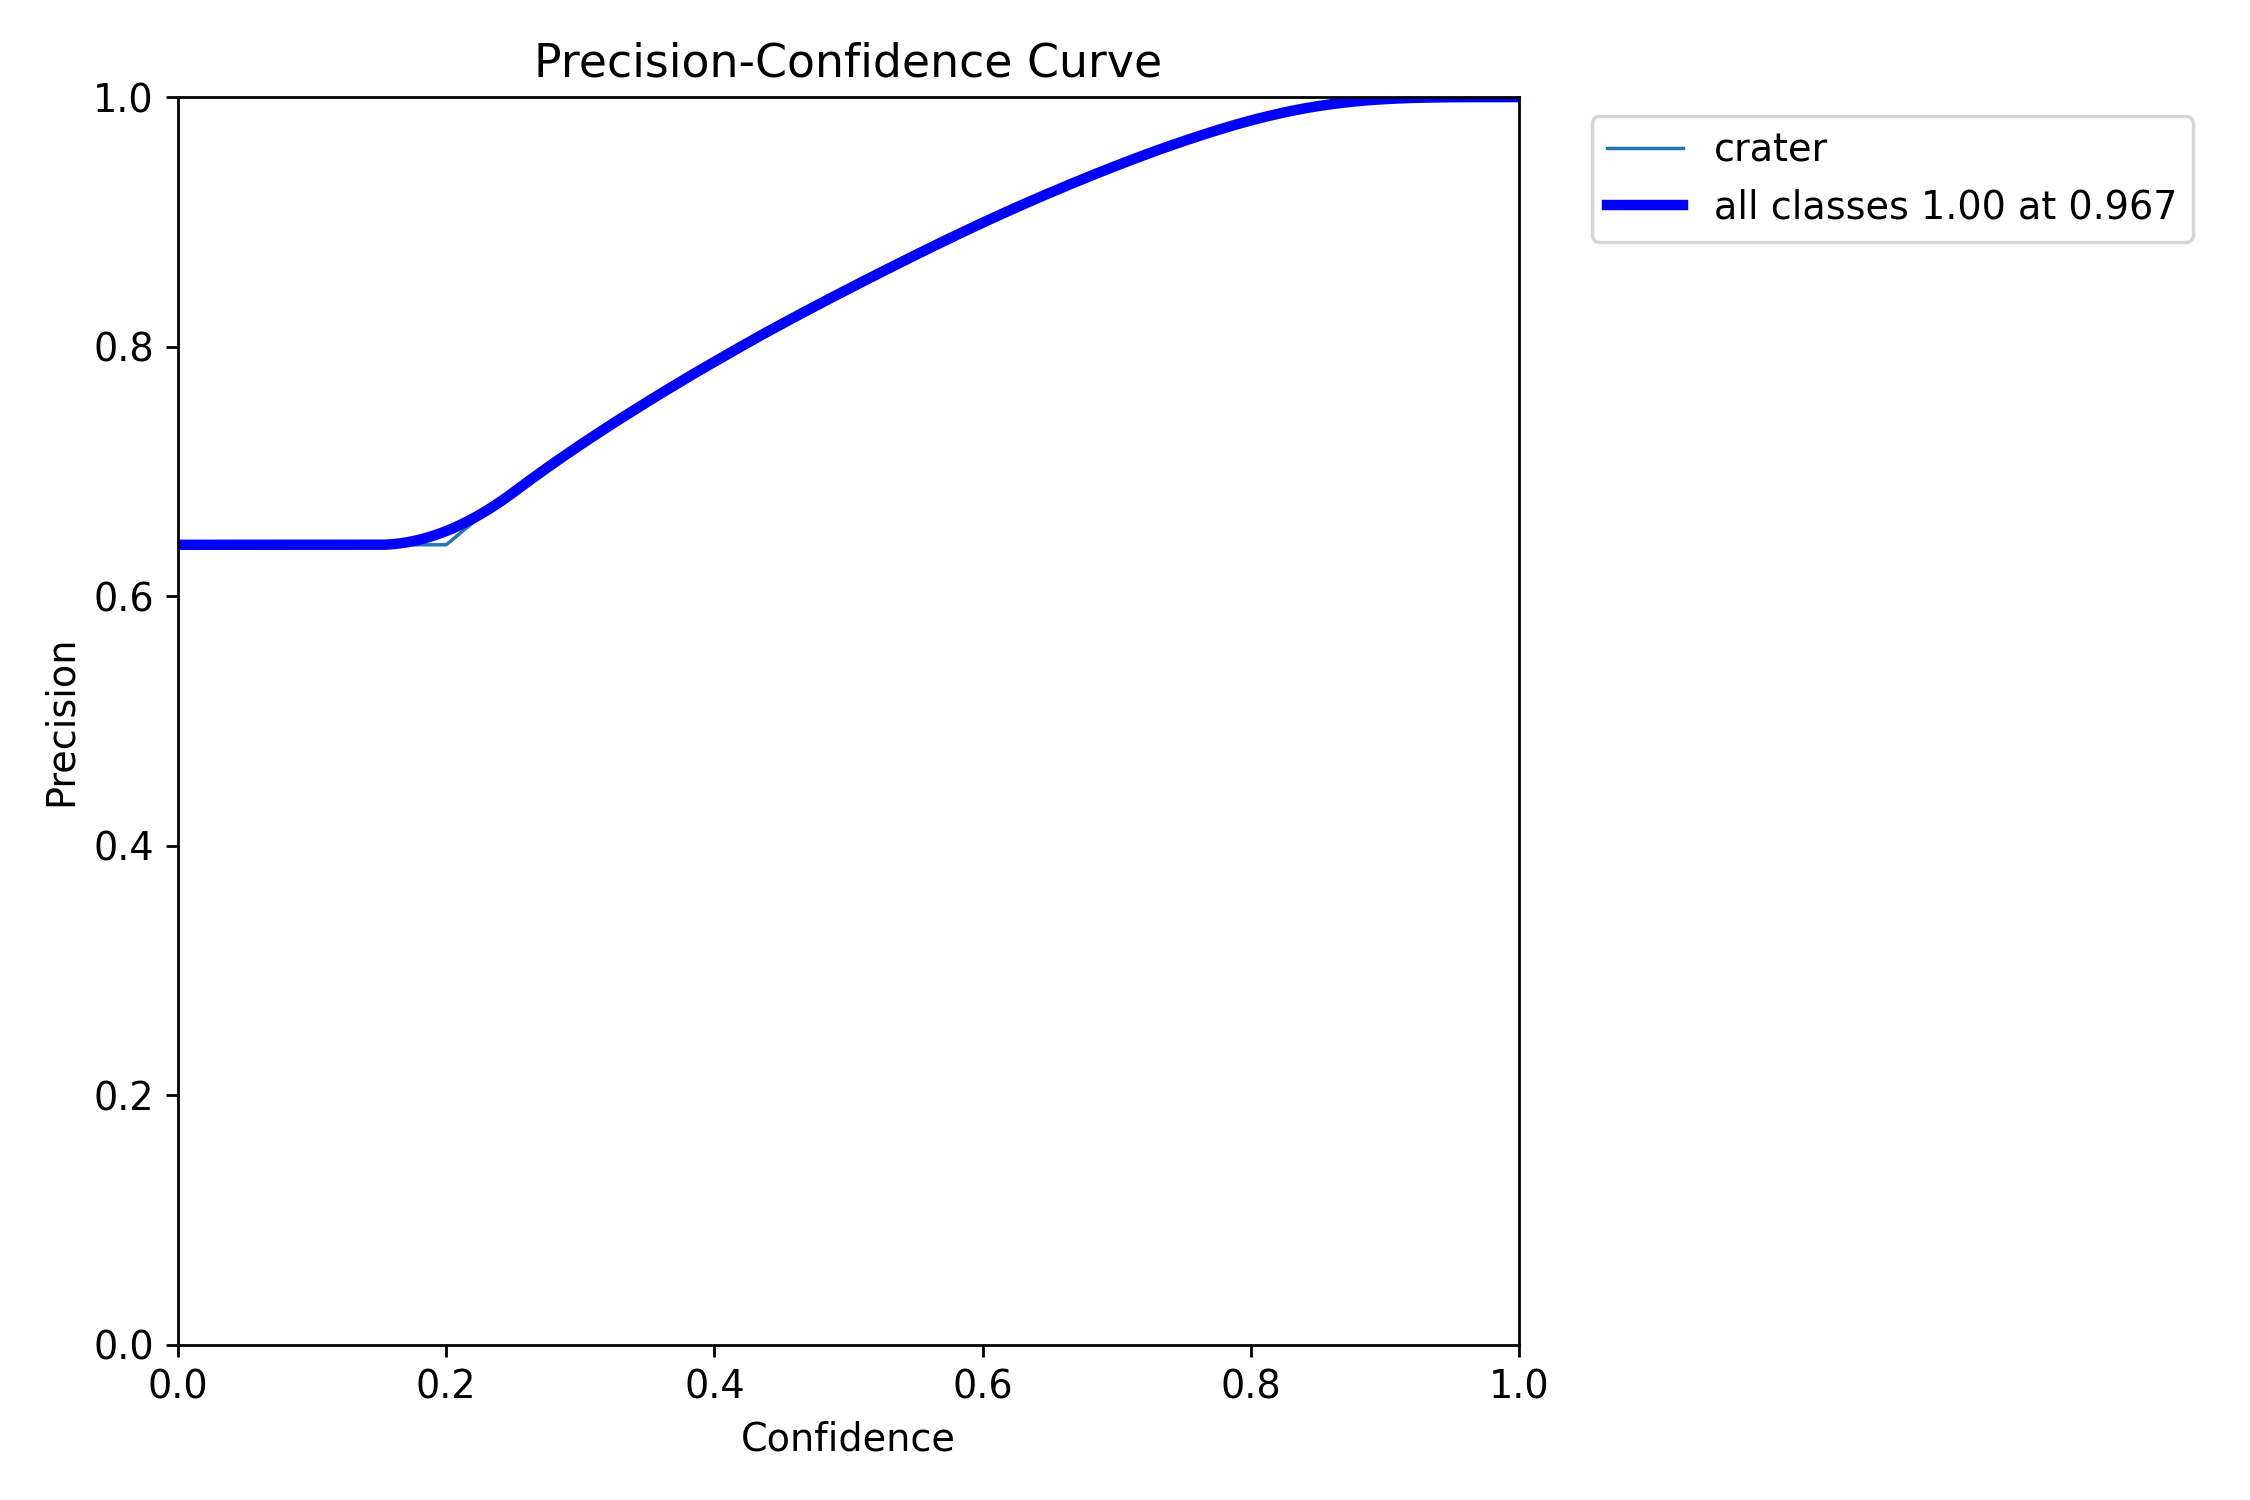 Precision-Confidence Curve
1.0
0.8
0.6
0.4
0.2
0.0
Precision
0.0 0.2 0.4 0.6 0.8 1.0
Confidence
crater
all classes 1.00 at 0.967